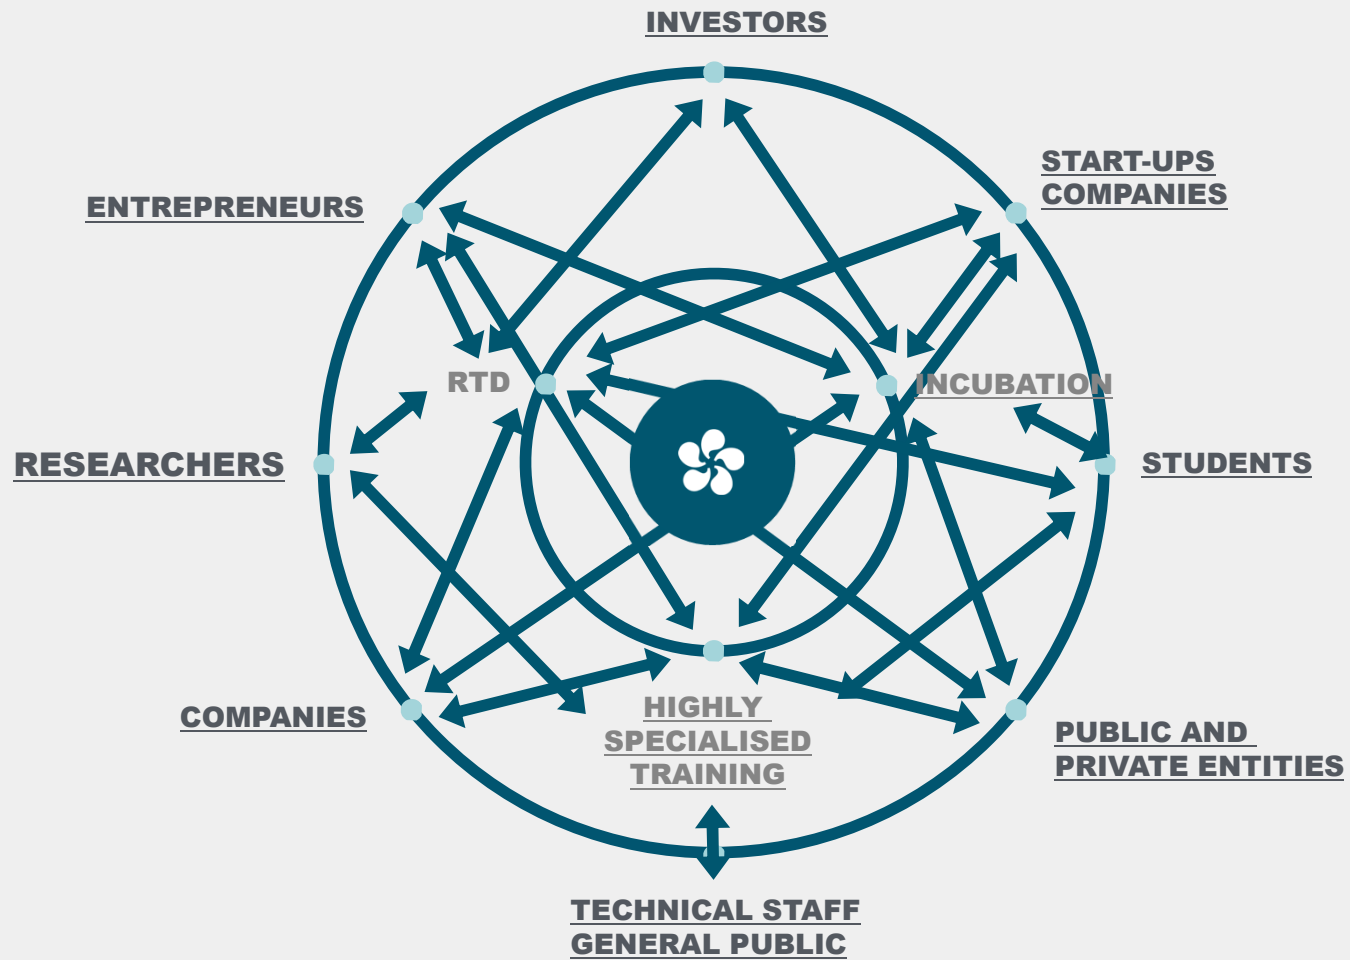 INVESTORS
START-UPS
COMPANIES
ENTREPRENEURS
RTD
INCUBATION
RESEARCHERS
STUDENTS
COMPANIES
HIGHLY
SPECIALISED
TRAINING
PUBLIC AND
PRIVATE ENTITIES
TECHNICAL STAFF
GENERAL PUBLIC